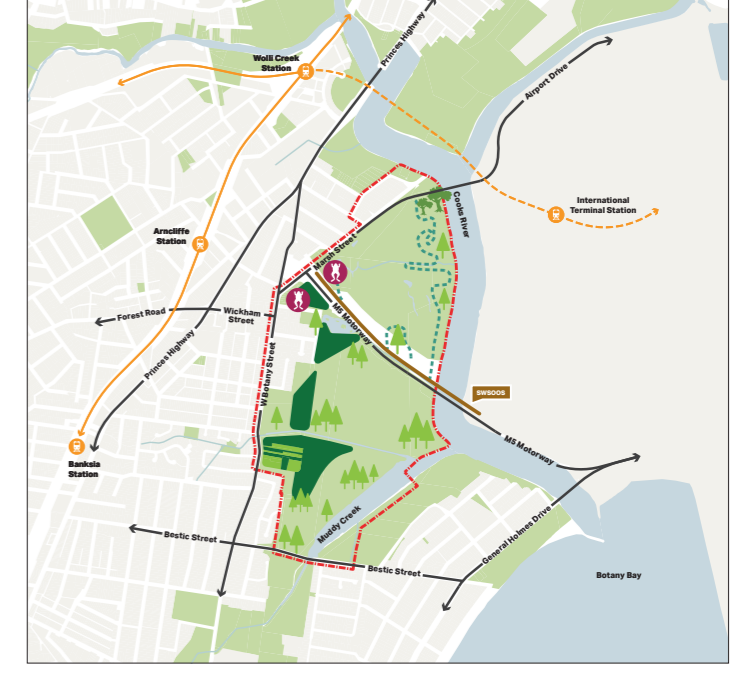 Princes Highway
Wolli Creek
Station
Airport Drive
International
Terminal Station
Cooks River
Arncliffe
Station
Marsh Street
Forest Road
Wickham
Street
M5 Motorway
Princes Highway
W Botany Street
SWSOOS
M5 Motorway
Banksia
Station
General Holmes Drive
Muddy Creek
Bestic Street
Bestic Street
Botany Bay